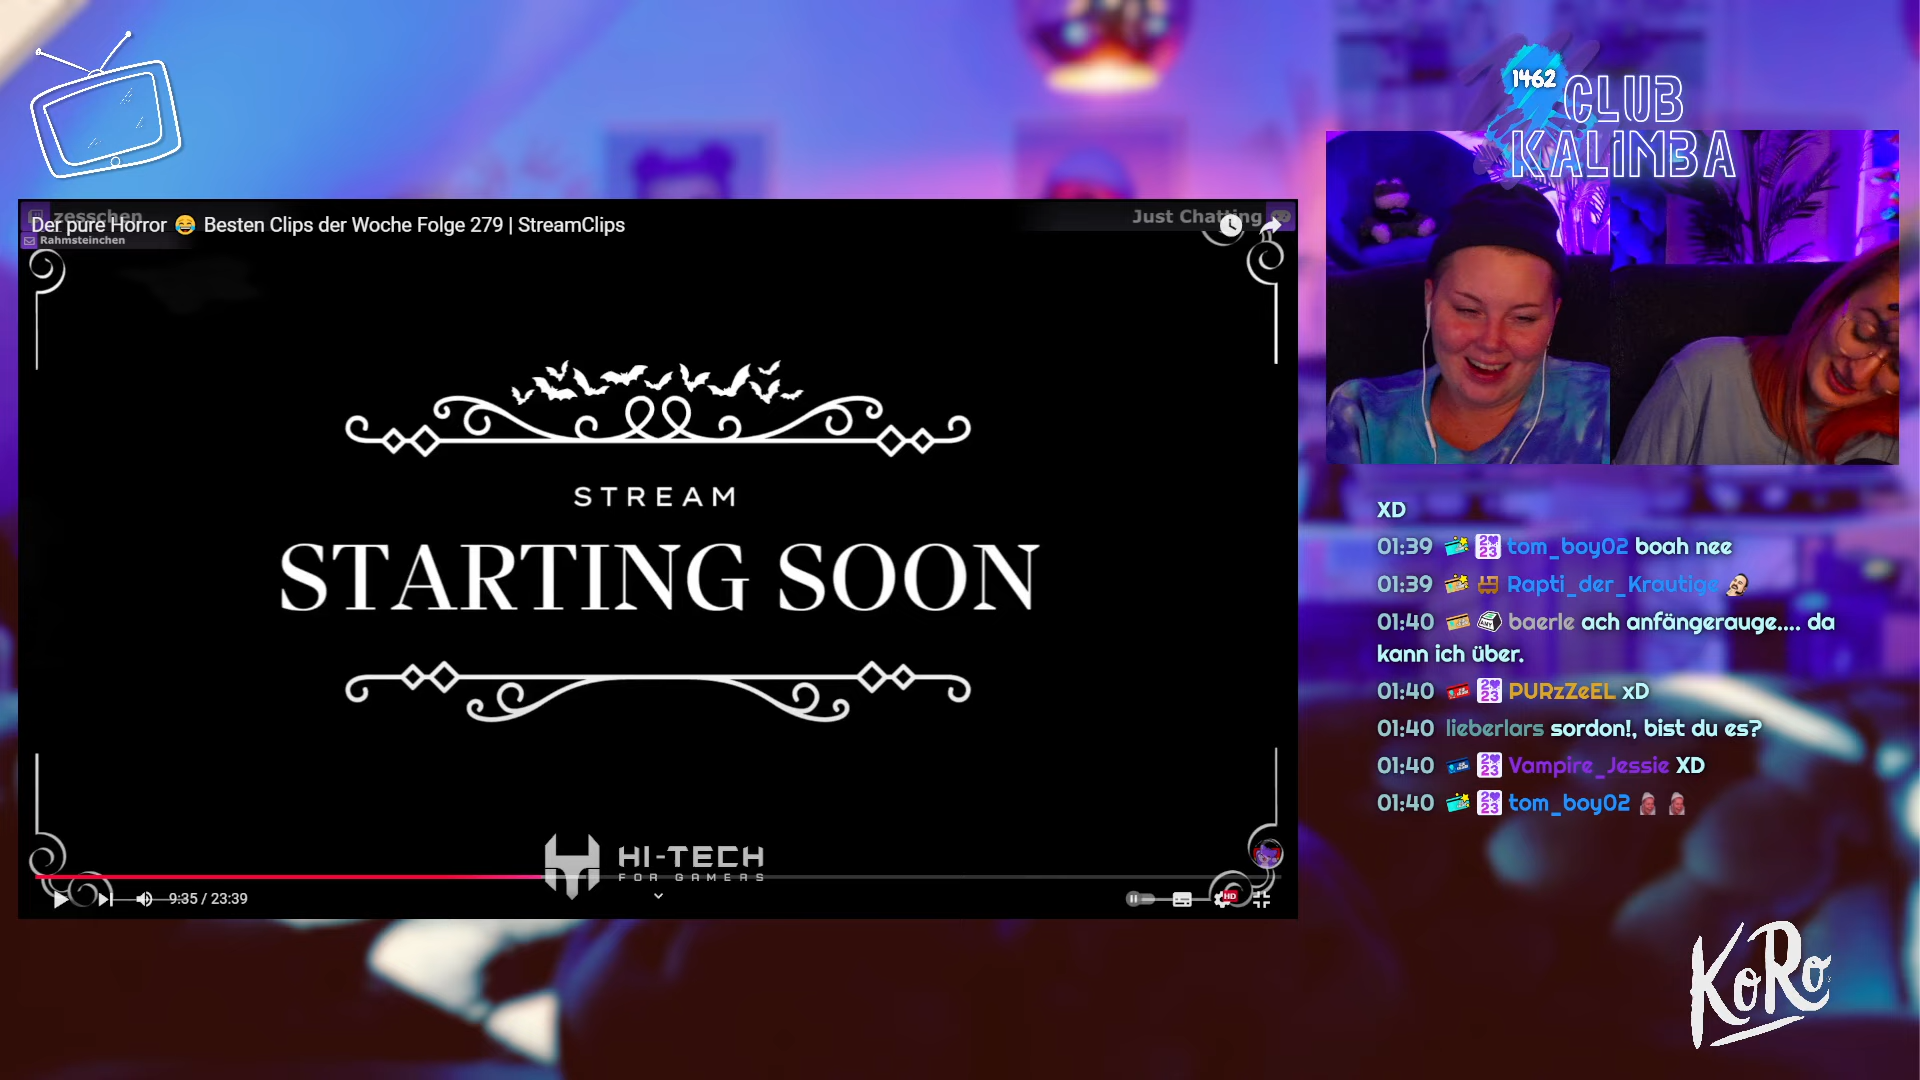 1462
CLUB
KALIMBA
zesschen
Der pure Horror 😂 Besten Clips der Woche Folge 279 | StreamClips
Rahmsteinchen
Just Chatting
STREAM
STARTING SOON
HI-TECH
FOR GAMERS
9:35 / 23:39
HD
XD
01:39 tom_boy02 boah nee
01:39 Rapti_der_Krautige
01:40 baerle ach anfängerauge.... da
kann ich über.
01:40 PURzZeEL xD
01:40 lieberlars sordon!, bist du es?
01:40 Vampire_Jessie XD
01:40 tom_boy02
KoRo